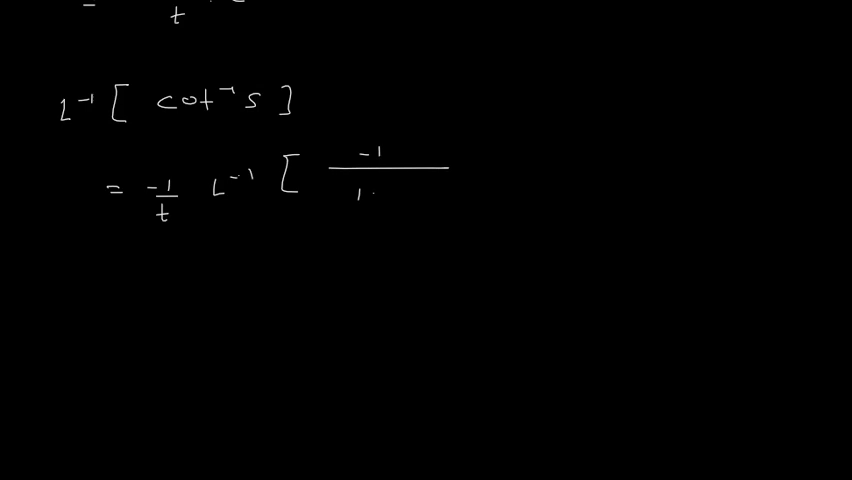 t
L⁻¹ [ cot⁻¹ s ]
= -1/t L⁻¹ [ -1 / 1